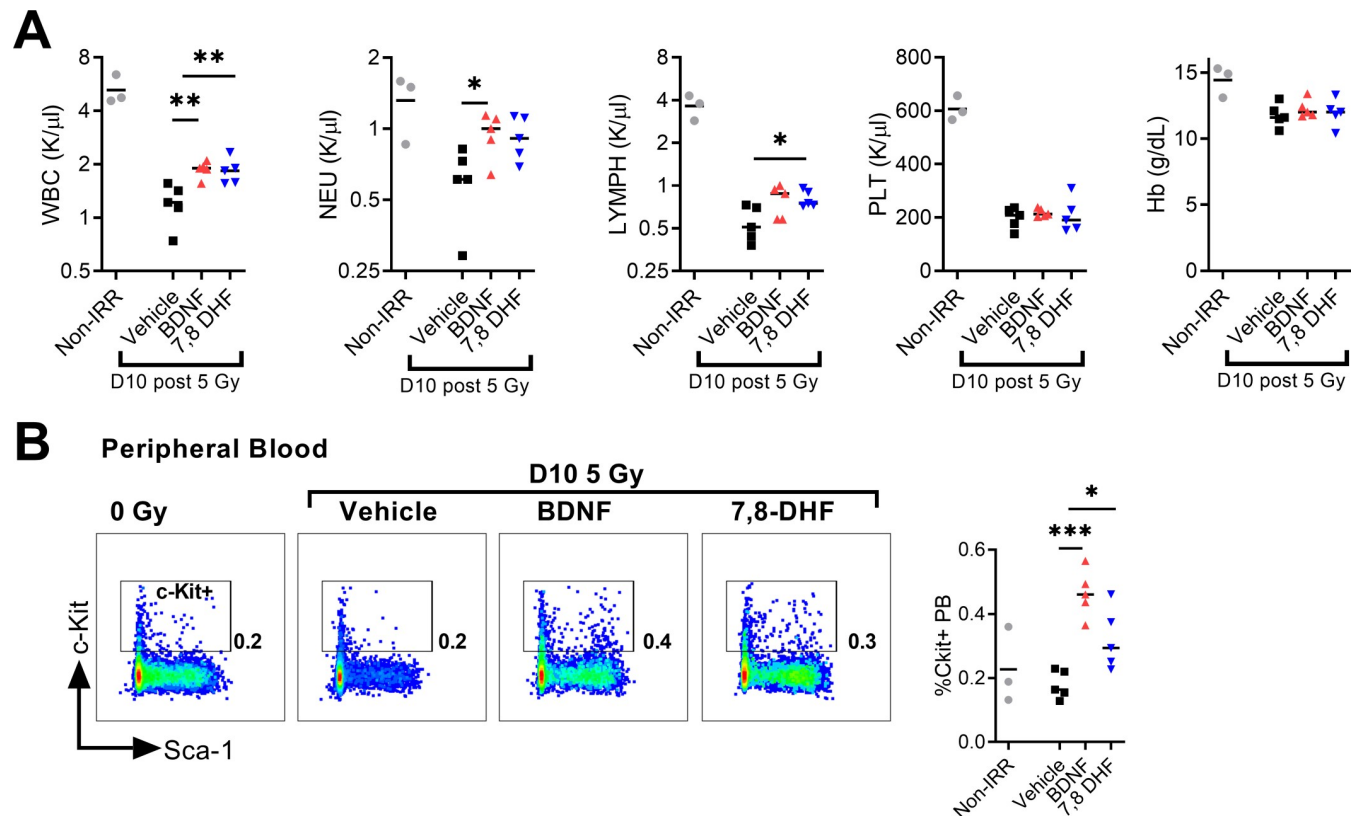 A
WBC (K/µl)
8
4
2
1
0.5
**
**
Non-IRR
Vehicle
BDNF
7,8 DHF
D10 post 5 Gy
NEU (K/µl)
2
1
0.5
0.25
*
Non-IRR
Vehicle
BDNF
7,8 DHF
D10 post 5 Gy
LYMPH (K/µl)
8
4
2
1
0.5
0.25
*
Non-IRR
Vehicle
BDNF
7,8 DHF
D10 post 5 Gy
PLT (K/µl)
800
600
400
200
0
Non-IRR
Vehicle
BDNF
7,8 DHF
D10 post 5 Gy
Hb (g/dL)
15
10
5
0
Non-IRR
Vehicle
BDNF
7,8 DHF
D10 post 5 Gy
B
Peripheral Blood
D10 5 Gy
0 Gy
Vehicle
BDNF
7,8-DHF
c-Kit+
0.2
0.2
0.4
0.3
c-Kit
Sca-1
%Ckit+ PB
0.6
0.4
0.2
0.0
*
***
Non-IRR
Vehicle
BDNF
7,8 DHF